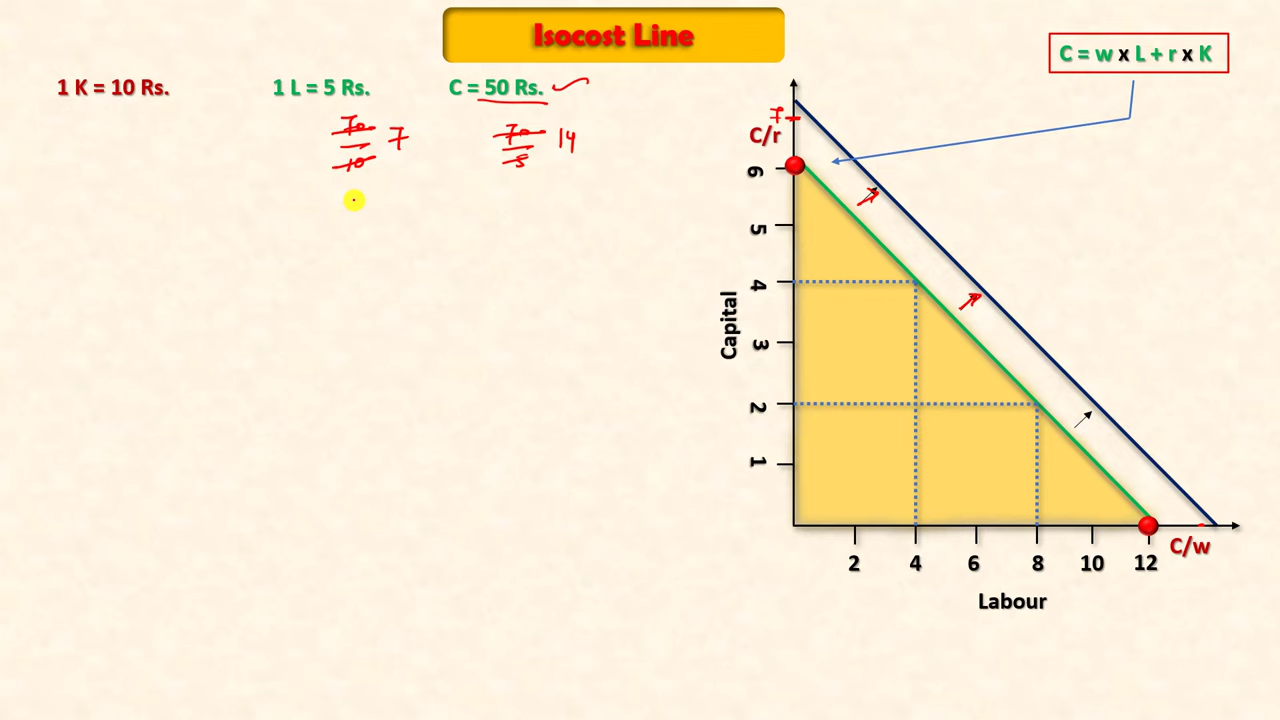 Isocost Line
C = w x L + r x K
1 K = 10 Rs.
1 L = 5 Rs.
C = 50 Rs.
70
10
7
70
5
14
7
C/r
6
5
4
3
2
1
Capital
2 4 6 8 10 12
C/w
Labour